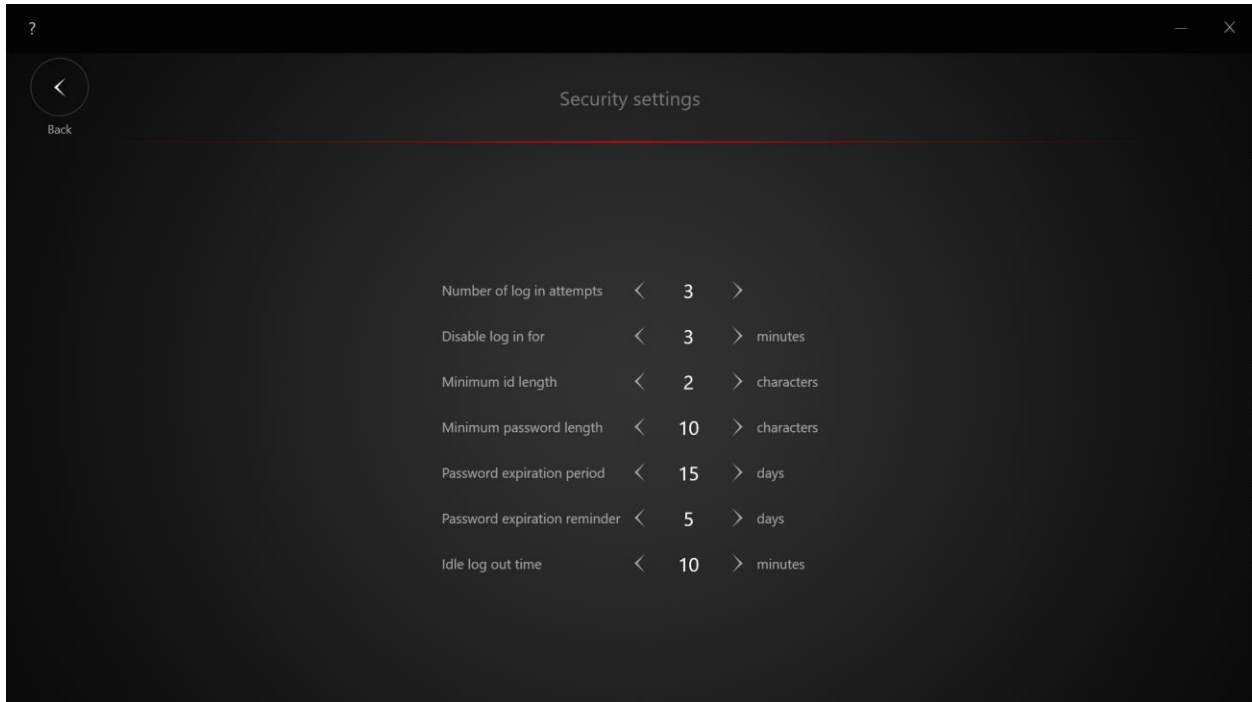 ?
Back
Security settings
Number of log in attempts 3
Disable log in for 3 minutes
Minimum id length 2 characters
Minimum password length 10 characters
Password expiration period 15 days
Password expiration reminder 5 days
Idle log out time 10 minutes